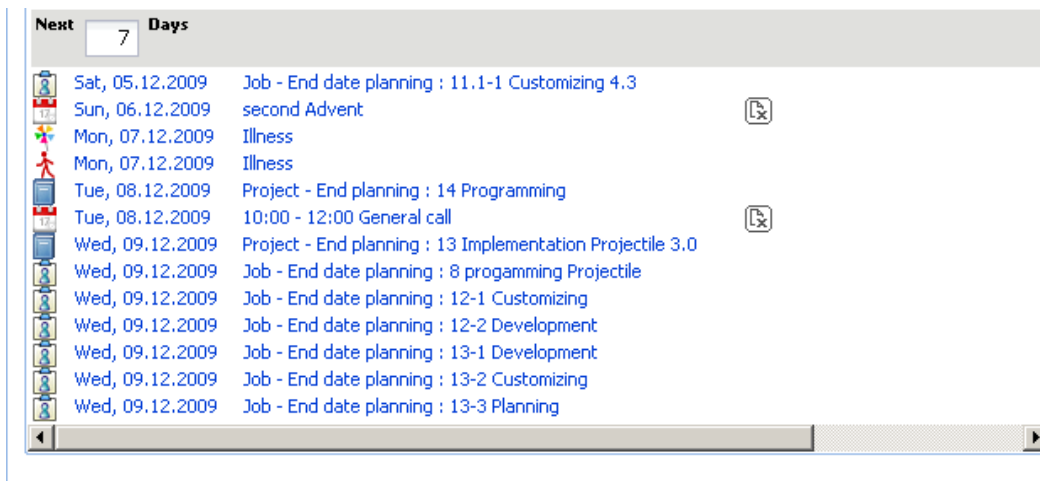 Next 7 Days
Sat, 05.12.2009 Job - End date planning : 11.1-1 Customizing 4.3
Sun, 06.12.2009 second Advent
Mon, 07.12.2009 Illness
Mon, 07.12.2009 Illness
Tue, 08.12.2009 Project - End planning : 14 Programming
Tue, 08.12.2009 10:00 - 12:00 General call
Wed, 09.12.2009 Project - End planning : 13 Implementation Projectile 3.0
Wed, 09.12.2009 Job - End date planning : 8 progamming Projectile
Wed, 09.12.2009 Job - End date planning : 12-1 Customizing
Wed, 09.12.2009 Job - End date planning : 12-2 Development
Wed, 09.12.2009 Job - End date planning : 13-1 Development
Wed, 09.12.2009 Job - End date planning : 13-2 Customizing
Wed, 09.12.2009 Job - End date planning : 13-3 Planning